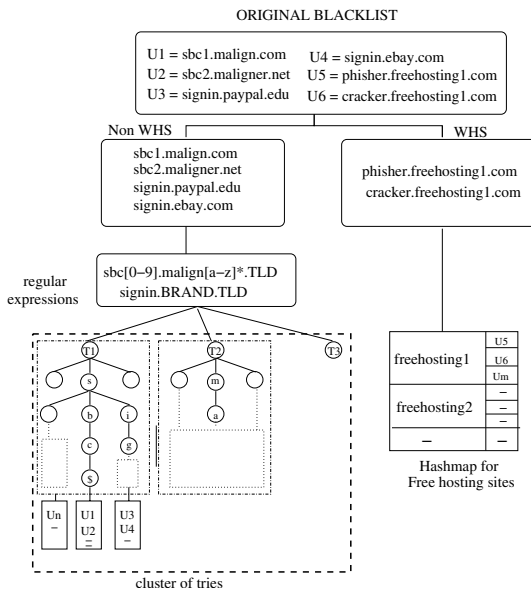 ORIGINAL BLACKLIST
U1 = sbc1.malign.com
U2 = sbc2.maligner.net
U3 = signin.paypal.edu
U4 = signin.ebay.com
U5 = phisher.freehosting1.com
U6 = cracker.freehosting1.com
Non WHS
WHS
sbc1.malign.com
sbc2.maligner.net
signin.paypal.edu
signin.ebay.com
phisher.freehosting1.com
cracker.freehosting1.com
regular
expressions
sbc[0−9].malign[a−z]*.TLD
signin.BRAND.TLD
T1
T2
T3
s
m
b
i
a
c
g
$
Un
−
U1
U2
−
−
U3
U4
−
freehosting1
U5
U6
Um
freehosting2
−
−
−
−
−
Hashmap for
Free hosting sites
cluster of tries